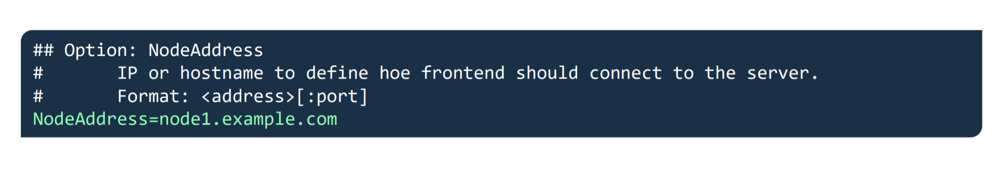 ## Option: NodeAddress
#       IP or hostname to define hoe frontend should connect to the server.
#       Format: <address>[:port]
NodeAddress=node1.example.com